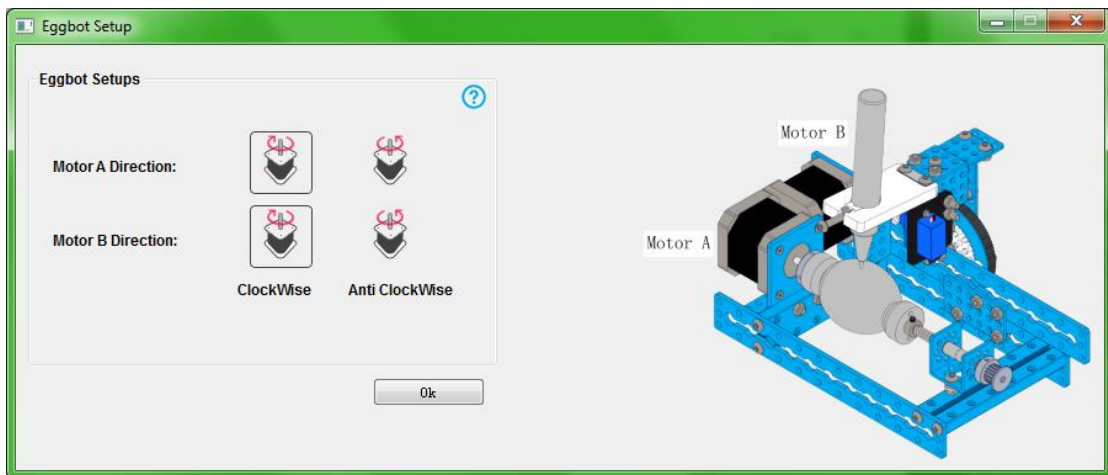 Eggbot Setup
Eggbot Setups
?
Motor A Direction:
Motor B Direction:
ClockWise Anti ClockWise
Ok
Motor B
Motor A